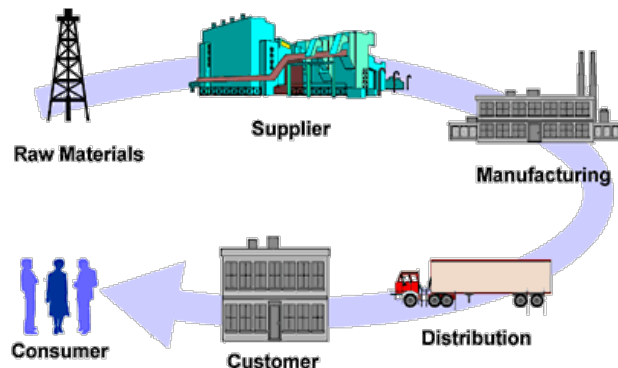 Raw Materials
Supplier
Manufacturing
Distribution
Customer
Consumer